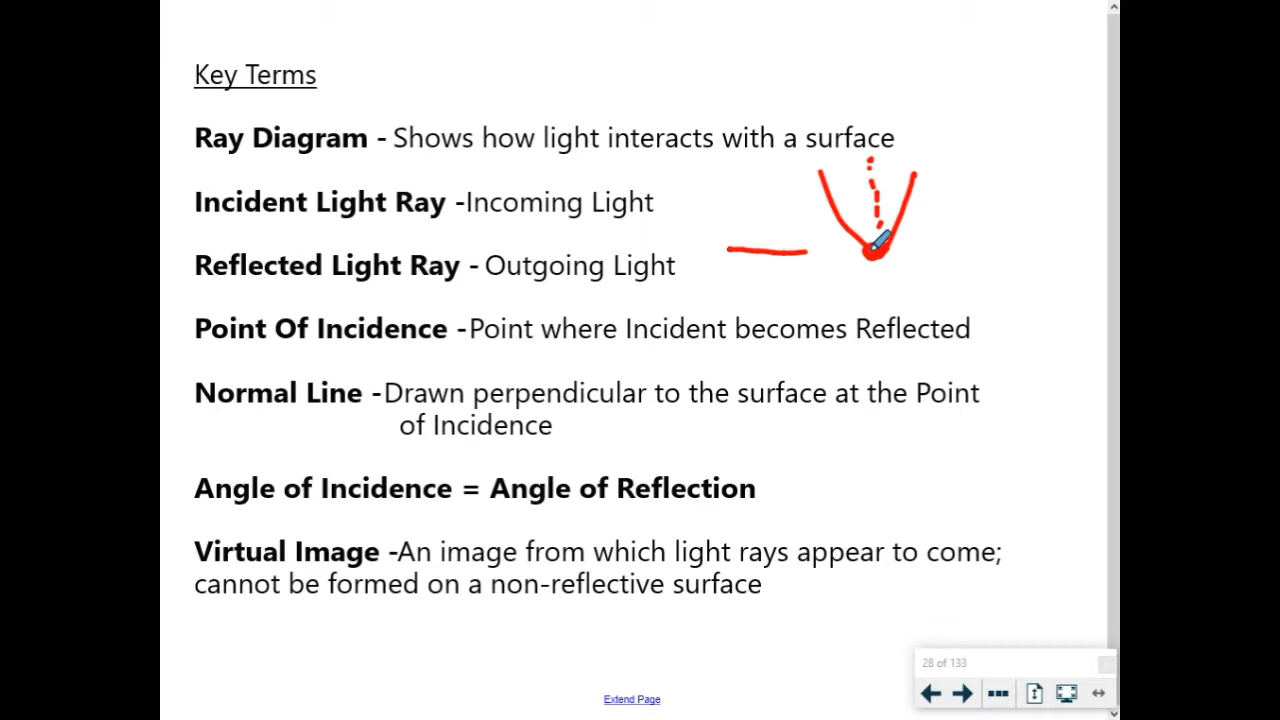 Key Terms
Ray Diagram - Shows how light interacts with a surface
Incident Light Ray -Incoming Light
Reflected Light Ray - Outgoing Light
Point Of Incidence -Point where Incident becomes Reflected
Normal Line -Drawn perpendicular to the surface at the Point
of Incidence
Angle of Incidence = Angle of Reflection
Virtual Image -An image from which light rays appear to come;
cannot be formed on a non-reflective surface
28 of 133
Extend Page